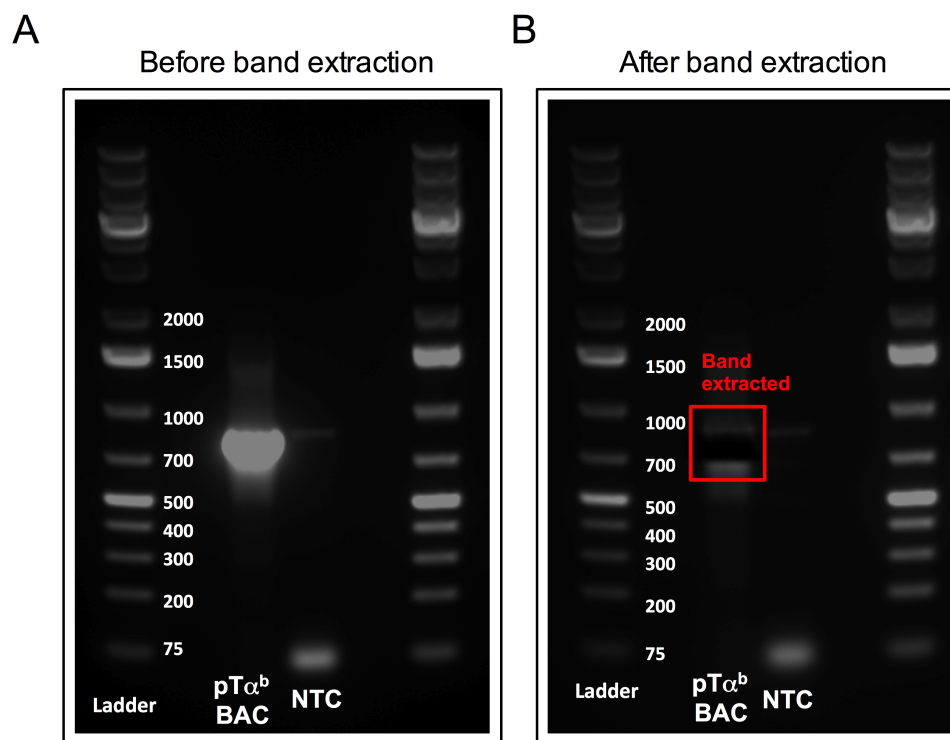 A
Before band extraction
2000
1500
1000
700
500
400
300
200
75
Ladder
pTαᵇ
BAC
NTC
B
After band extraction
2000
1500
Band
extracted
1000
700
500
400
300
200
75
Ladder
pTαᵇ
BAC
NTC